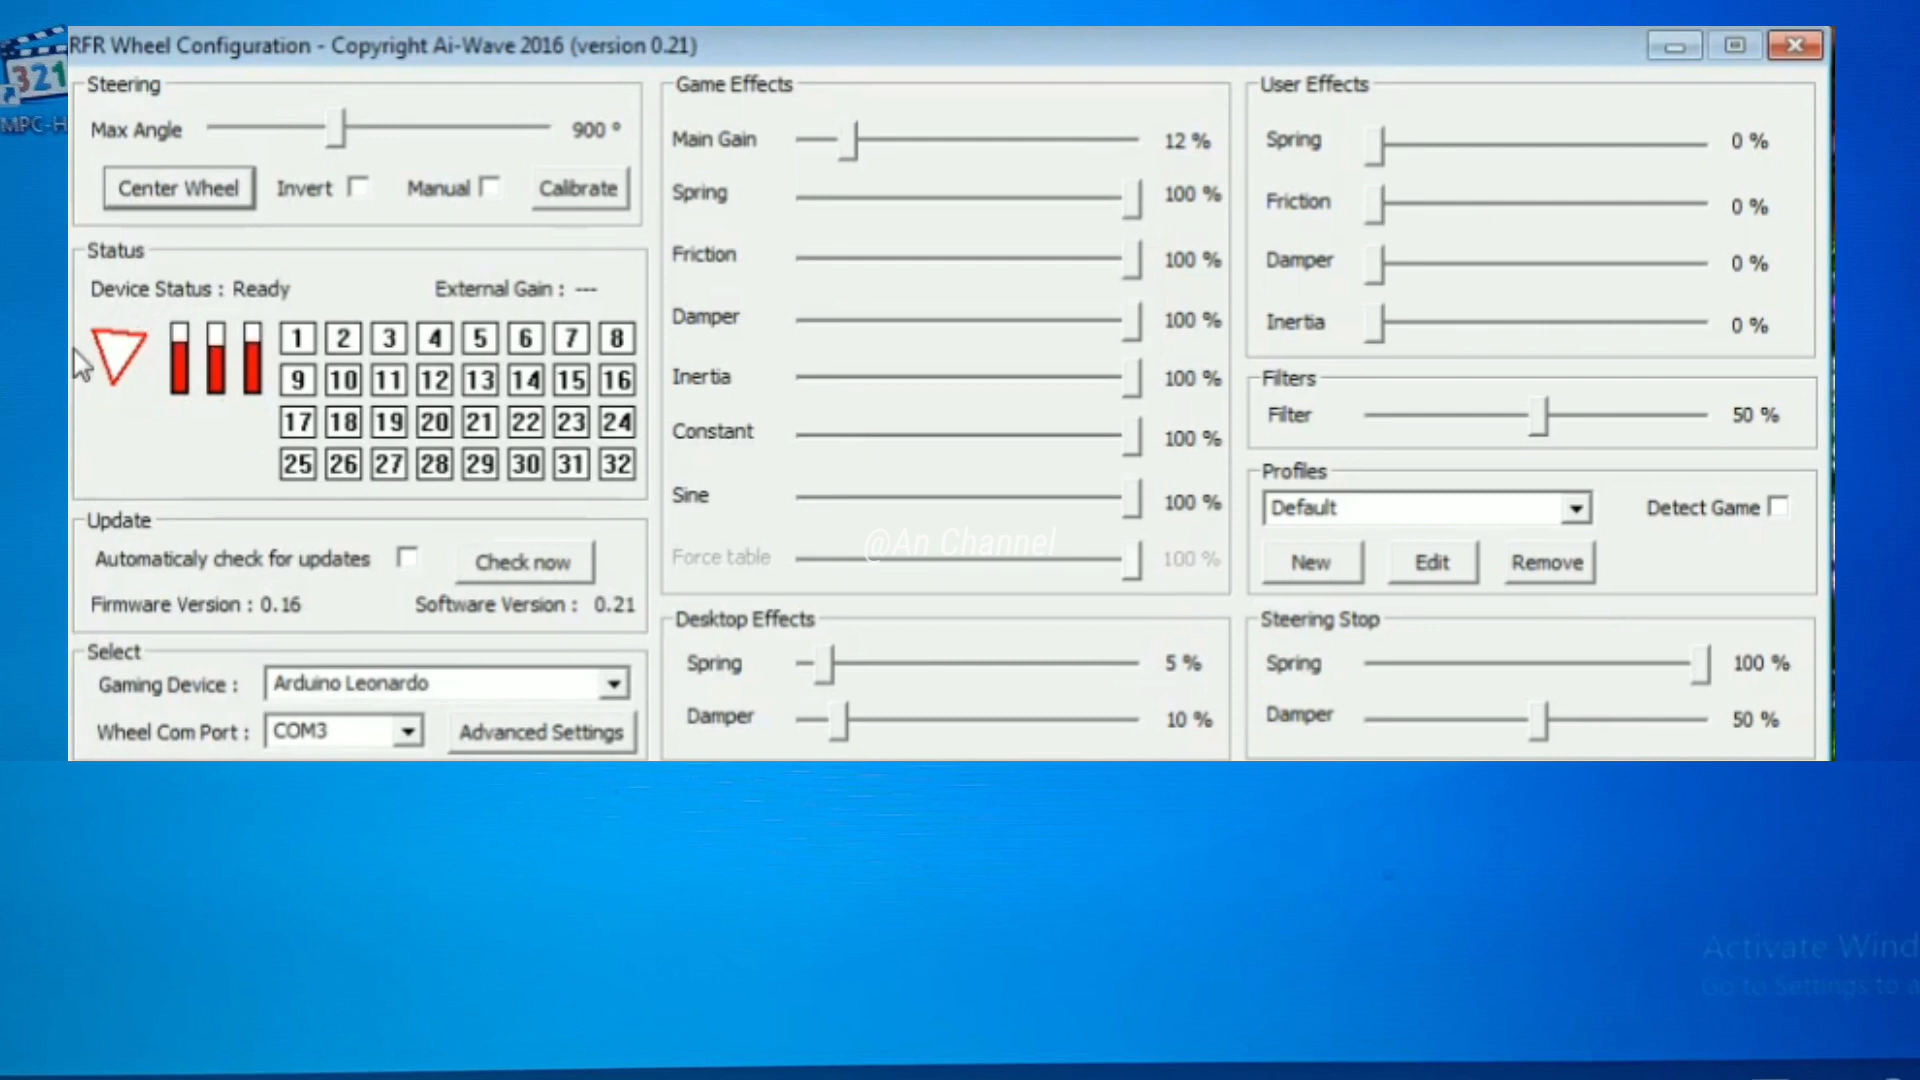 321
MPC-H
RFR Wheel Configuration - Copyright Ai-Wave 2016 (version 0.21)
Steering
Max Angle 900 °
Center Wheel Invert Manual Calibrate
Status
Device Status : Ready External Gain : ---
1 2 3 4 5 6 7 8
9 10 11 12 13 14 15 16
17 18 19 20 21 22 23 24
25 26 27 28 29 30 31 32
Update
Automaticaly check for updates Check now
Firmware Version : 0.16 Software Version : 0.21
Select
Gaming Device : Arduino Leonardo
Wheel Com Port : COM3 Advanced Settings
Game Effects
Main Gain 12 %
Spring 100 %
Friction 100 %
Damper 100 %
Inertia 100 %
Constant 100 %
Sine 100 %
@An Channel
Force table 100 %
Desktop Effects
Spring 5 %
Damper 10 %
User Effects
Spring 0 %
Friction 0 %
Damper 0 %
Inertia 0 %
Filters
Filter 50 %
Profiles
Default Detect Game
New Edit Remove
Steering Stop
Spring 100 %
Damper 50 %
Activate Wind
Go to Settings to a